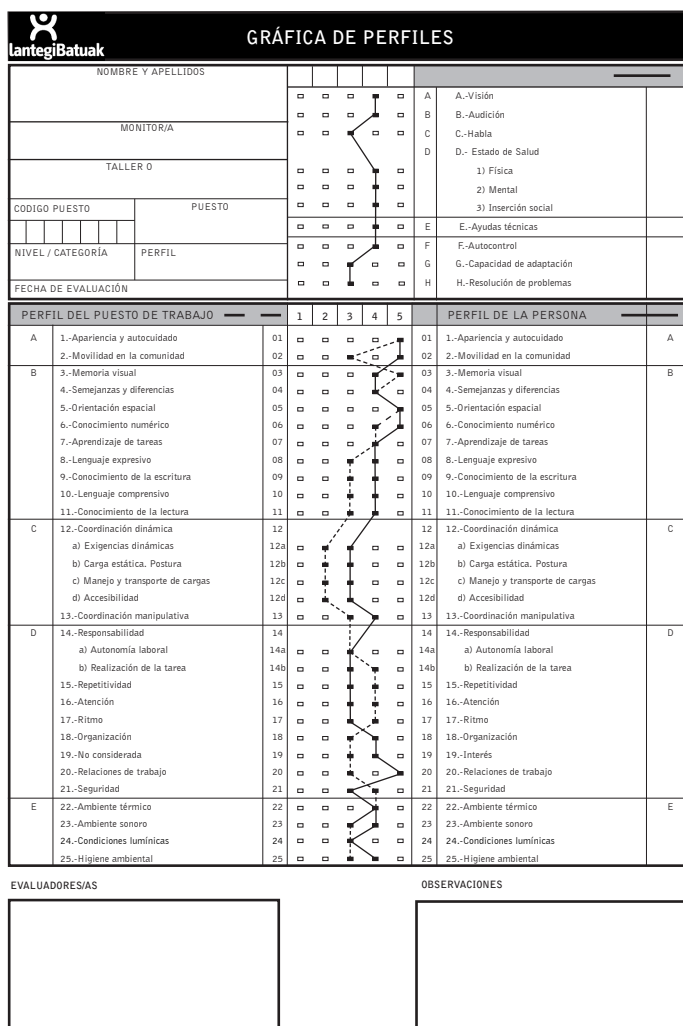 lantegiBatuak
GRÁFICA DE PERFILES
NOMBRE Y APELLIDOS
MONITOR/A
TALLER O
CODIGO PUESTO PUESTO
NIVEL / CATEGORÍA PERFIL
FECHA DE EVALUACIÓN
A A.-Visión
B B.-Audición
C C.-Habla
D D.- Estado de Salud
1) Física
2) Mental
3) Inserción social
E E.-Ayudas técnicas
F F.-Autocontrol
G G.-Capacidad de adaptación
H H.-Resolución de problemas
PERFIL DEL PUESTO DE TRABAJO 1 2 3 4 5 PERFIL DE LA PERSONA
A 1.-Apariencia y autocuidado 01 01 1.-Apariencia y autocuidado A
2.-Movilidad en la comunidad 02 02 2.-Movilidad en la comunidad
B 3.-Memoria visual 03 03 3.-Memoria visual B
4.-Semejanzas y diferencias 04 04 4.-Semejanzas y diferencias
5.-Orientación espacial 05 05 5.-Orientación espacial
6.-Conocimiento numérico 06 06 6.-Conocimiento numérico
7.-Aprendizaje de tareas 07 07 7.-Aprendizaje de tareas
8.-Lenguaje expresivo 08 08 8.-Lenguaje expresivo
9.-Conocimiento de la escritura 09 09 9.-Conocimiento de la escritura
10.-Lenguaje comprensivo 10 10 10.-Lenguaje comprensivo
11.-Conocimiento de la lectura 11 11 11.-Conocimiento de la lectura
C 12.-Coordinación dinámica 12 12 12.-Coordinación dinámica C
a) Exigencias dinámicas 12a 12a a) Exigencias dinámicas
b) Carga estática. Postura 12b 12b b) Carga estática. Postura
c) Manejo y transporte de cargas 12c 12c c) Manejo y transporte de cargas
d) Accesibilidad 12d 12d d) Accesibilidad
13.-Coordinación manipulativa 13 13 13.-Coordinación manipulativa
D 14.-Responsabilidad 14 14 14.-Responsabilidad D
a) Autonomía laboral 14a 14a a) Autonomía laboral
b) Realización de la tarea 14b 14b b) Realización de la tarea
15.-Repetitividad 15 15 15.-Repetitividad
16.-Atención 16 16 16.-Atención
17.-Ritmo 17 17 17.-Ritmo
18.-Organización 18 18 18.-Organización
19.-No considerada 19 19 19.-Interés
20.-Relaciones de trabajo 20 20 20.-Relaciones de trabajo
21.-Seguridad 21 21 21.-Seguridad
E 22.-Ambiente térmico 22 22 22.-Ambiente térmico E
23.-Ambiente sonoro 23 23 23.-Ambiente sonoro
24.-Condiciones lumínicas 24 24 24.-Condiciones lumínicas
25.-Higiene ambiental 25 25 25.-Higiene ambiental
EVALUADORES/AS OBSERVACIONES